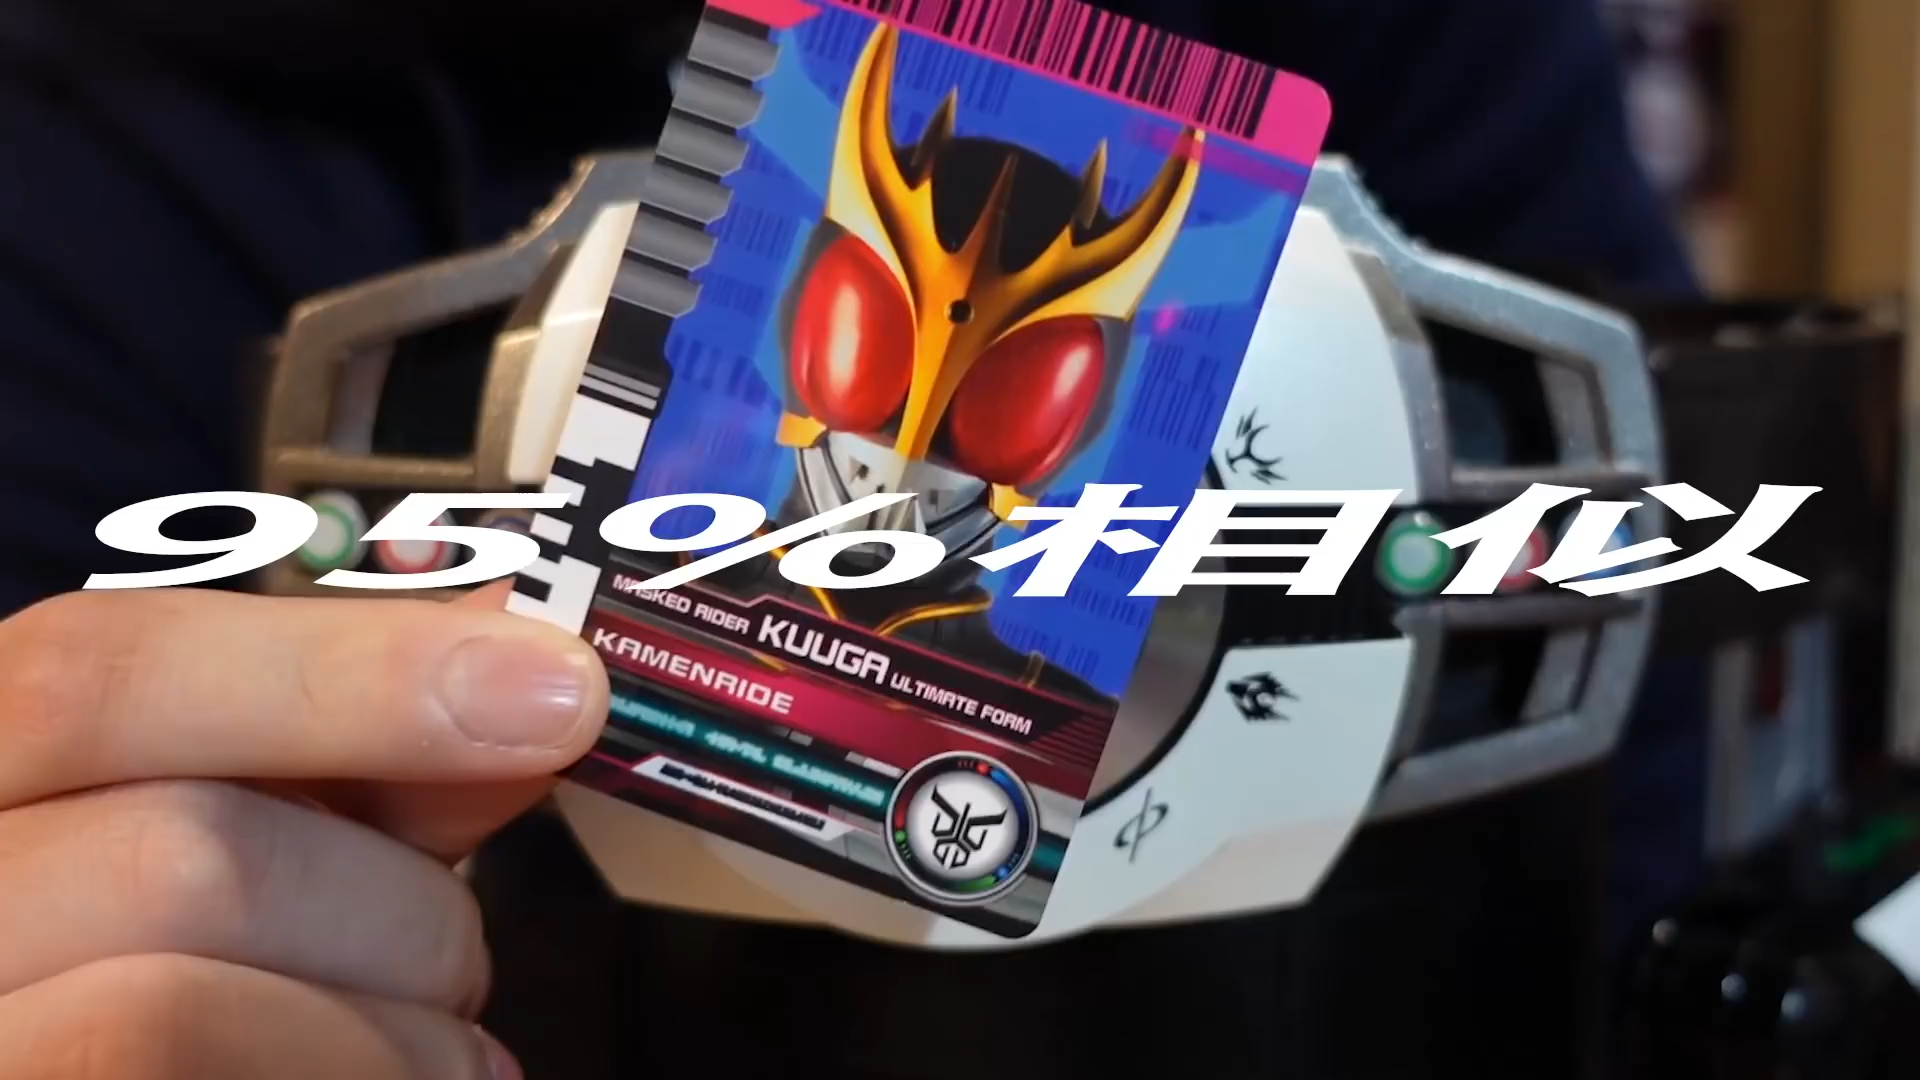 95%相似
MASKED RIDER KUUGA ULTIMATE FORM
KAMENRIDE